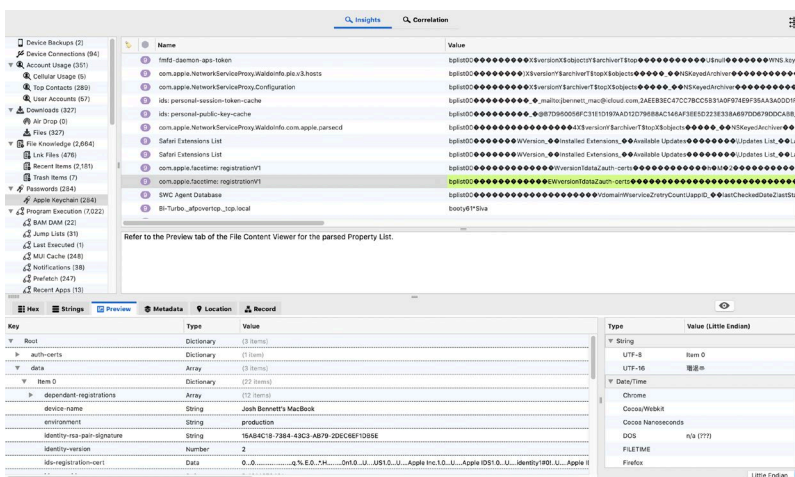 Insights
Correlation
Device Backups (2)
Device Connections (94)
Account Usage (351)
Cellular Usage (5)
Top Contacts (289)
User Accounts (57)
Downloads (327)
Air Drop (0)
Files (327)
File Knowledge (2,664)
Lnk Files (476)
Recent Items (2,181)
Trash Items (7)
Passwords (284)
Apple Keychain (284)
Program Execution (7,022)
BAM DAM (22)
Jump Lists (31)
Last Executed (1)
MUI Cache (248)
Notifications (38)
Prefetch (247)
Recent Apps (13)
Name Value
fmfd-daemon-aps-token
com.apple.NetworkServiceProxy.WaldoInfo.pie.v3.hosts
com.apple.NetworkServiceProxy.Configuration
ids: personal-session-token-cache
ids: personal-public-key-cache
com.apple.NetworkServiceProxy.WaldoInfo.com.apple.parsecd
Safari Extensions List
Safari Extensions List
com.apple.facetime: registrationV1
com.apple.facetime: registrationV1
SWC Agent Database
Bi-Turbo._afpovertcp._tcp.local booty61*Siva
Refer to the Preview tab of the File Content Viewer for the parsed Property List.
Hex Strings Preview Metadata Location Record
Key Type Value
Root Dictionary (3 items)
auth-certs Dictionary (1 item)
data Array (3 items)
Item 0 Dictionary (22 items)
dependant-registrations Array (12 items)
device-name String Josh Bennett's MacBook
environment String production
identity-rsa-pair-signature String 15AB4C18-7384-43C3-AB79-2DEC6EF1DB5E
identity-version Number 2
ids-registration-cert Data
Type Value (Little Endian)
String
UTF-8 Item 0
UTF-16
Date/Time
Chrome
Cocoa/Webkit
Cocoa Nanoseconds
DOS n/a (???)
FILETIME
Firefox
Little Endian